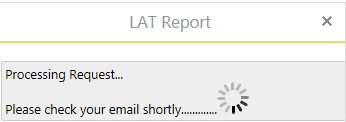 LAT Report
Processing Request...
Please check your email shortly.............